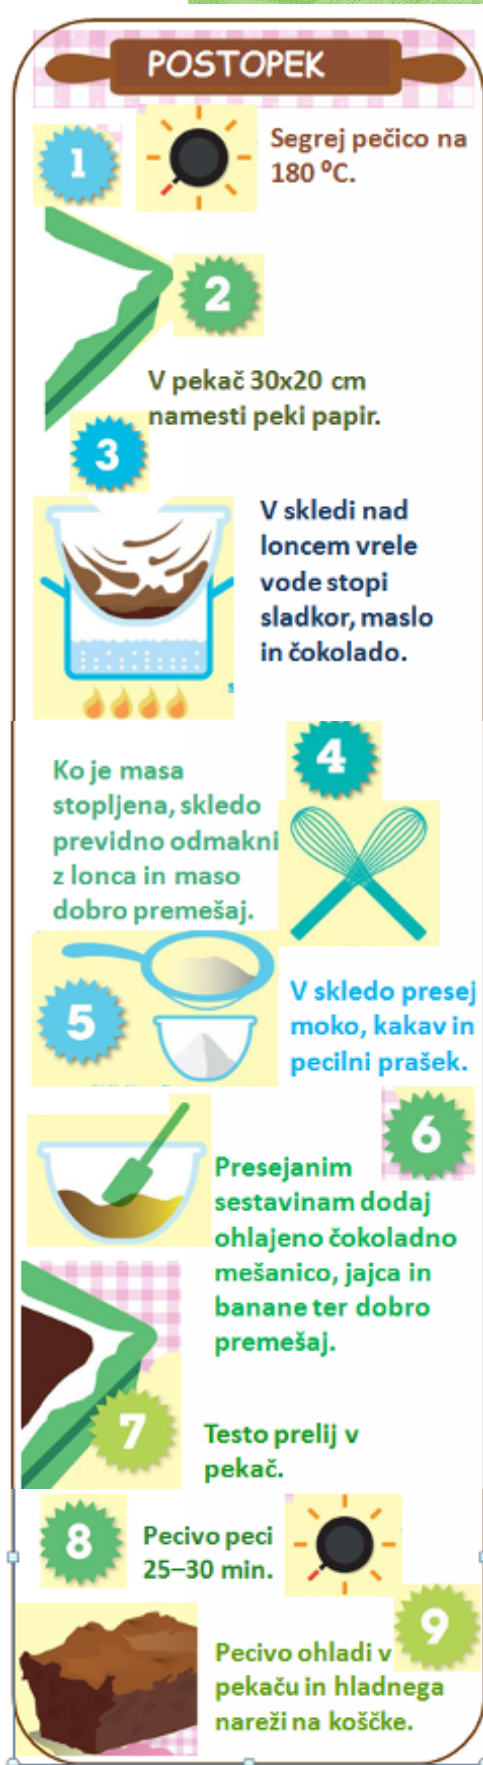 POSTOPEK
1
Segrej pečico na
180 ⁰C.
2
V pekač 30x20 cm
namesti peki papir.
3
V skledi nad
loncem vrele
vode stopi
sladkor, maslo
in čokolado.
4
Ko je masa
stopljena, skledo
previdno odmakni
z lonca in maso
dobro premešaj.
5
V skledo presej
moko, kakav in
pecilni prašek.
6
Presejanim
sestavinam dodaj
ohlajeno čokoladno
mešanico, jajca in
banane ter dobro
premešaj.
7
Testo prelij v
pekač.
8
Pecivo peci
25–30 min.
9
Pecivo ohladi v
pekaču in hladnega
nareži na koščke.